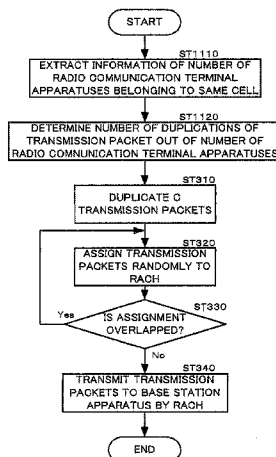 START
ST1110
EXTRACT INFORMATION OF NUMBER OF
RADIO COMMUNICATION TERMINAL
APPARATUSES BELONGING TO SAME CELL
ST1120
DETERMINE NUMBER OF DUPLICATIONS OF
TRANSMISSION PACKET OUT OF NUMBER OF
RADIO COMNUNICATION TERMINAL APPARATUSES
ST310
DUPLICATE C
TRANSMISSION PACKETS
ST320
ASSIGN TRANSMISSION
PACKETS RANDOMLY TO
RACH
Yes
ST330
IS ASSIGNMENT
OVERLAPPED?
No
ST340
TRANSMIT TRANSMISSION
PACKETS TO BASE STATION
APPARATUS BY RACH
END